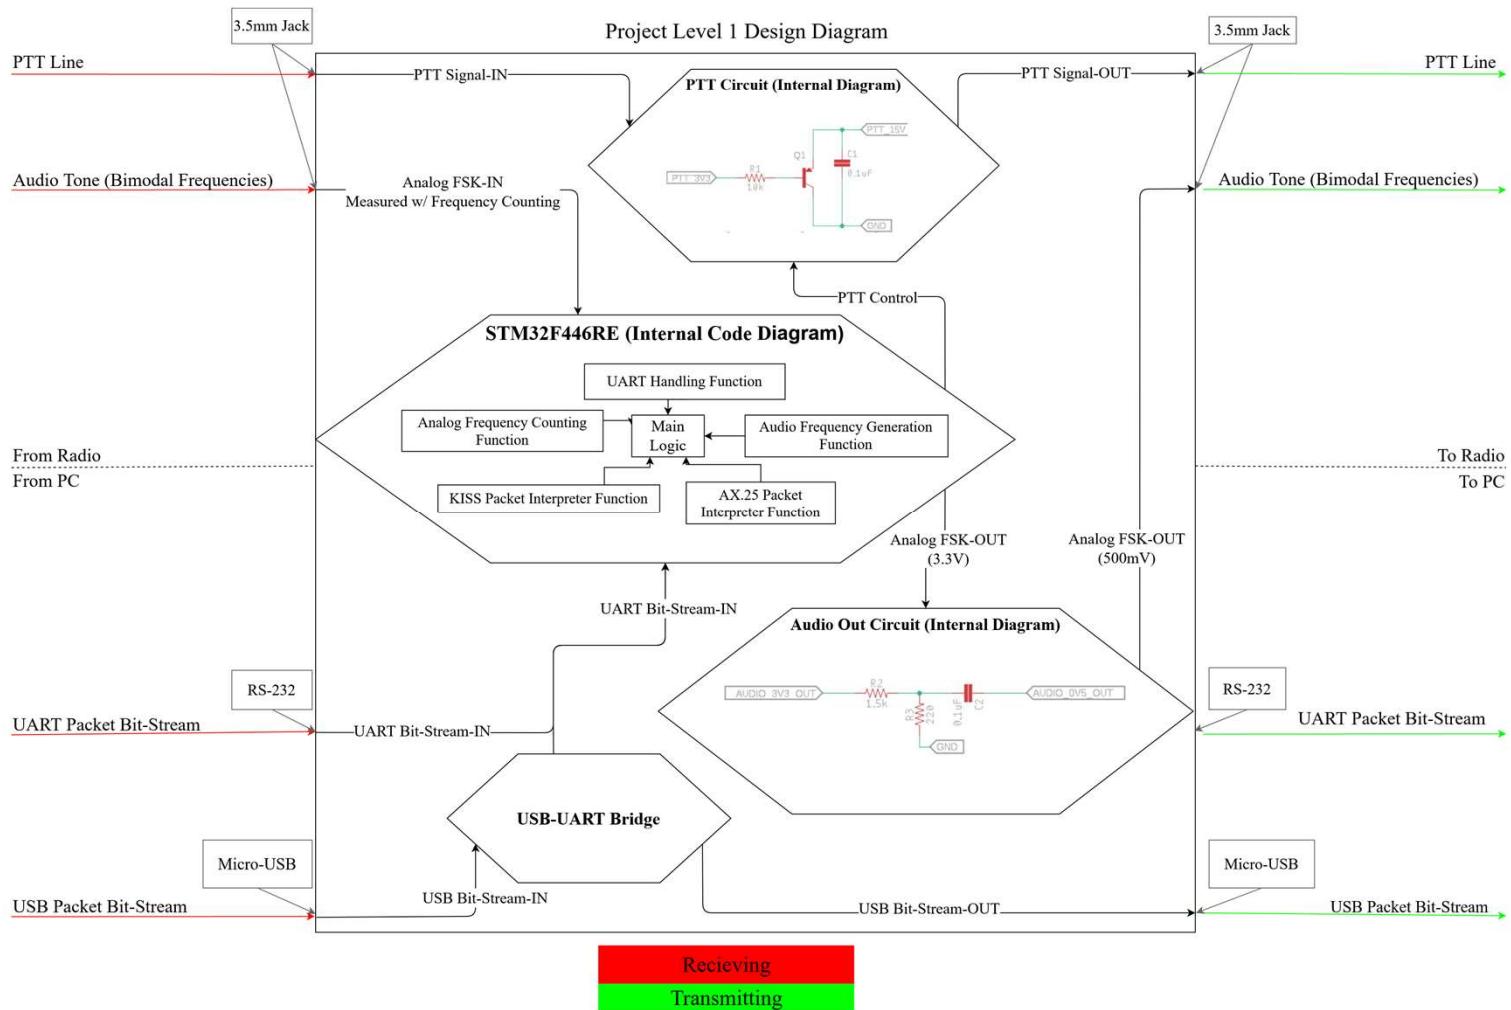 Project Level 1 Design Diagram
3.5mm Jack
3.5mm Jack
PTT Line
PTT Signal-IN
PTT Signal-OUT
PTT Line
PTT Circuit (Internal Diagram)
PTT_15V
Q1
C1
0.1uF
R1
PTT_3V3
10k
GND
Audio Tone (Bimodal Frequencies)
Analog FSK-IN
Measured w/ Frequency Counting
Audio Tone (Bimodal Frequencies)
PTT Control
STM32F446RE (Internal Code Diagram)
UART Handling Function
Analog Frequency Counting
Function
Main
Logic
Audio Frequency Generation
Function
KISS Packet Interpreter Function
AX.25 Packet
Interpreter Function
From Radio
From PC
To Radio
To PC
Analog FSK-OUT
(3.3V)
Analog FSK-OUT
(500mV)
UART Bit-Stream-IN
Audio Out Circuit (Internal Diagram)
R2
AUDIO_3V3_OUT
1.5k
R3
220
0.1uF
C2
AUDIO_0V5_OUT
GND
RS-232
RS-232
UART Packet Bit-Stream
UART Bit-Stream-IN
UART Packet Bit-Stream
USB-UART Bridge
Micro-USB
Micro-USB
USB Packet Bit-Stream
USB Bit-Stream-IN
USB Bit-Stream-OUT
USB Packet Bit-Stream
Recieving
Transmitting